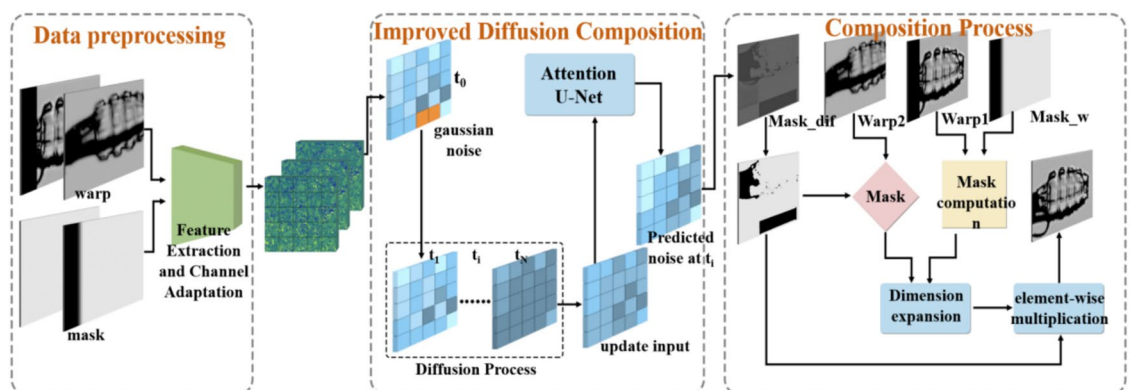 Data preprocessing
warp
mask
Feature
Extraction
and Channel
Adaptation
Improved Diffusion Composition
t0
gaussian
noise
Attention
U-Net
t1 ti tN
Diffusion Process
update input
Predicted
noise at ti
Composition Process
Mask_dif
Warp2
Warp1
Mask_w
Mask
Mask
computatio
n
Dimension
expansion
element-wise
multiplication